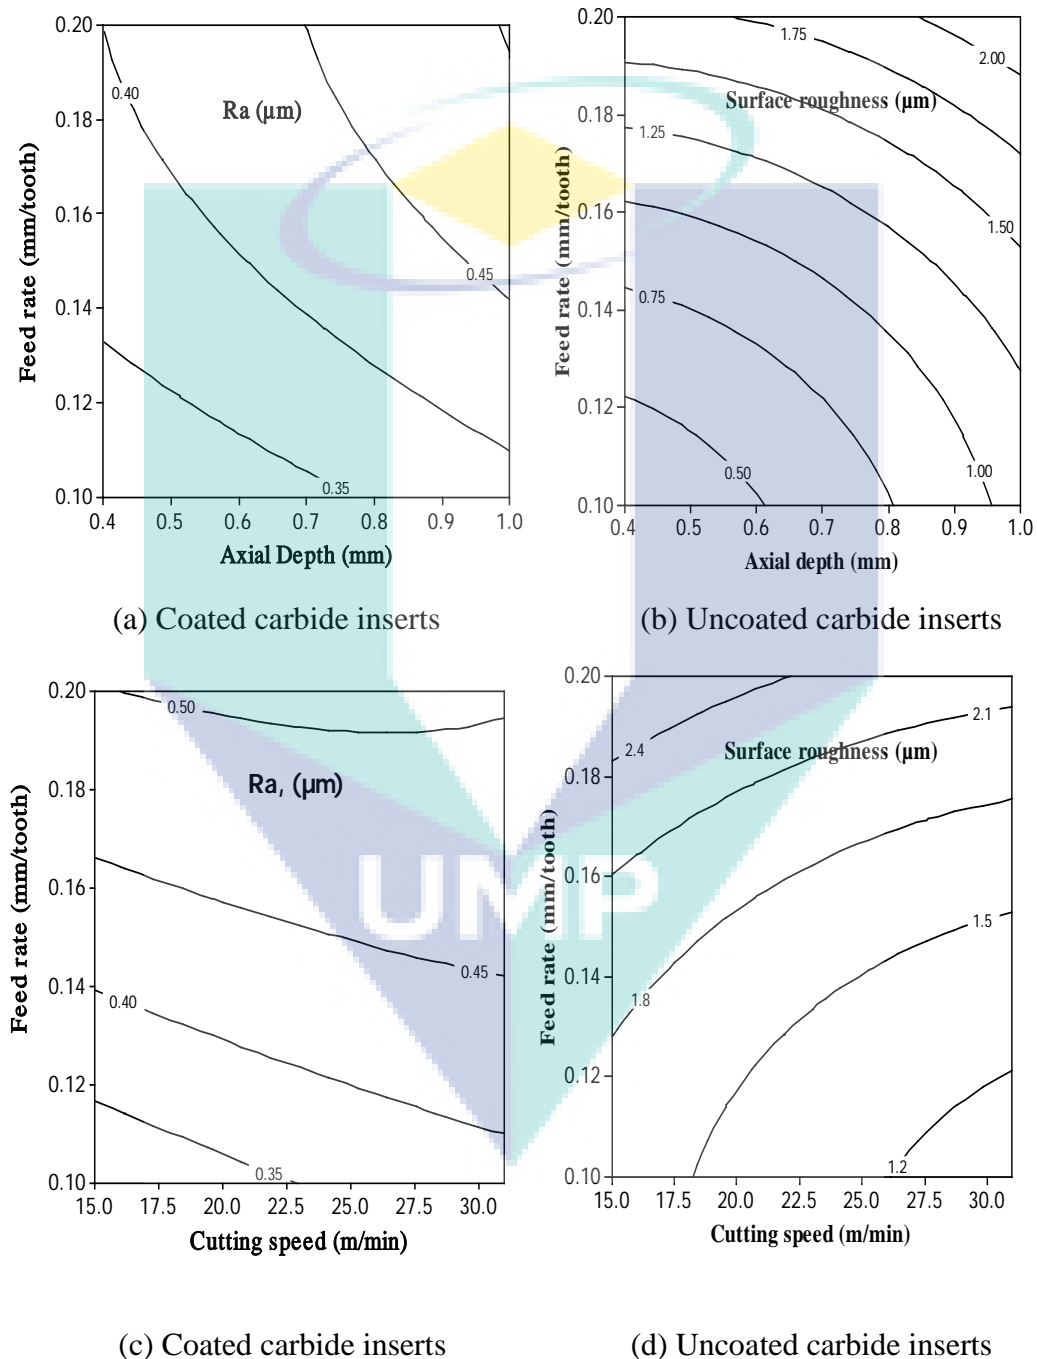 0.20
0.40
Ra (µm)
0.18
0.16
0.45
0.14
0.12
0.35
0.10
0.4 0.5 0.6 0.7 0.8 0.9 1.0
Feed rate (mm/tooth)
Axial Depth (mm)
(a) Coated carbide inserts
0.20
1.75
2.00
Surface roughness (µm)
0.18
1.25
0.16
1.50
0.75
0.14
0.12
0.50
1.00
0.10
0.4 0.5 0.6 0.7 0.8 0.9 1.0
Feed rate (mm/tooth)
Axial depth (mm)
(b) Uncoated carbide inserts
0.20
0.50
Ra, (µm)
0.18
0.16
0.45
0.14
0.40
0.12
0.35
0.10
15.0 17.5 20.0 22.5 25.0 27.5 30.0
Feed rate (mm/tooth)
Cutting speed (m/min)
(c) Coated carbide inserts
0.20
2.1
2.4
Surface roughness (µm)
0.18
0.16
1.5
0.14
1.8
0.12
1.2
0.10
15.0 17.5 20.0 22.5 25.0 27.5 30.0
Feed rate (mm/tooth)
Cutting speed (m/min)
(d) Uncoated carbide inserts
UMP